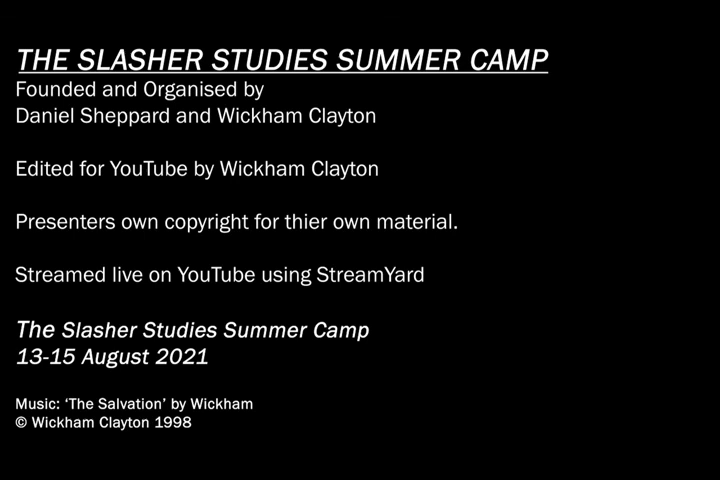 THE SLASHER STUDIES SUMMER CAMP
Founded and Organised by
Daniel Sheppard and Wickham Clayton
Edited for YouTube by Wickham Clayton
Presenters own copyright for thier own material.
Streamed live on YouTube using StreamYard
The Slasher Studies Summer Camp
13-15 August 2021
Music: ‘The Salvation’ by Wickham
© Wickham Clayton 1998